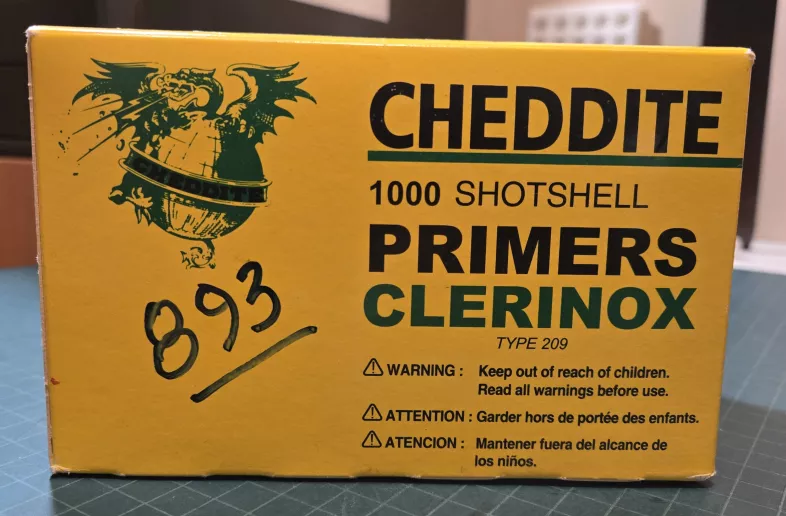 CHEDDITE
CHEDDITE
1000 SHOTSHELL
PRIMERS
CLERINOX
TYPE 209
893
⚠ WARNING : Keep out of reach of children.
Read all warnings before use.
⚠ ATTENTION : Garder hors de portée des enfants.
⚠ ATENCION : Mantener fuera del alcance de
los niños.